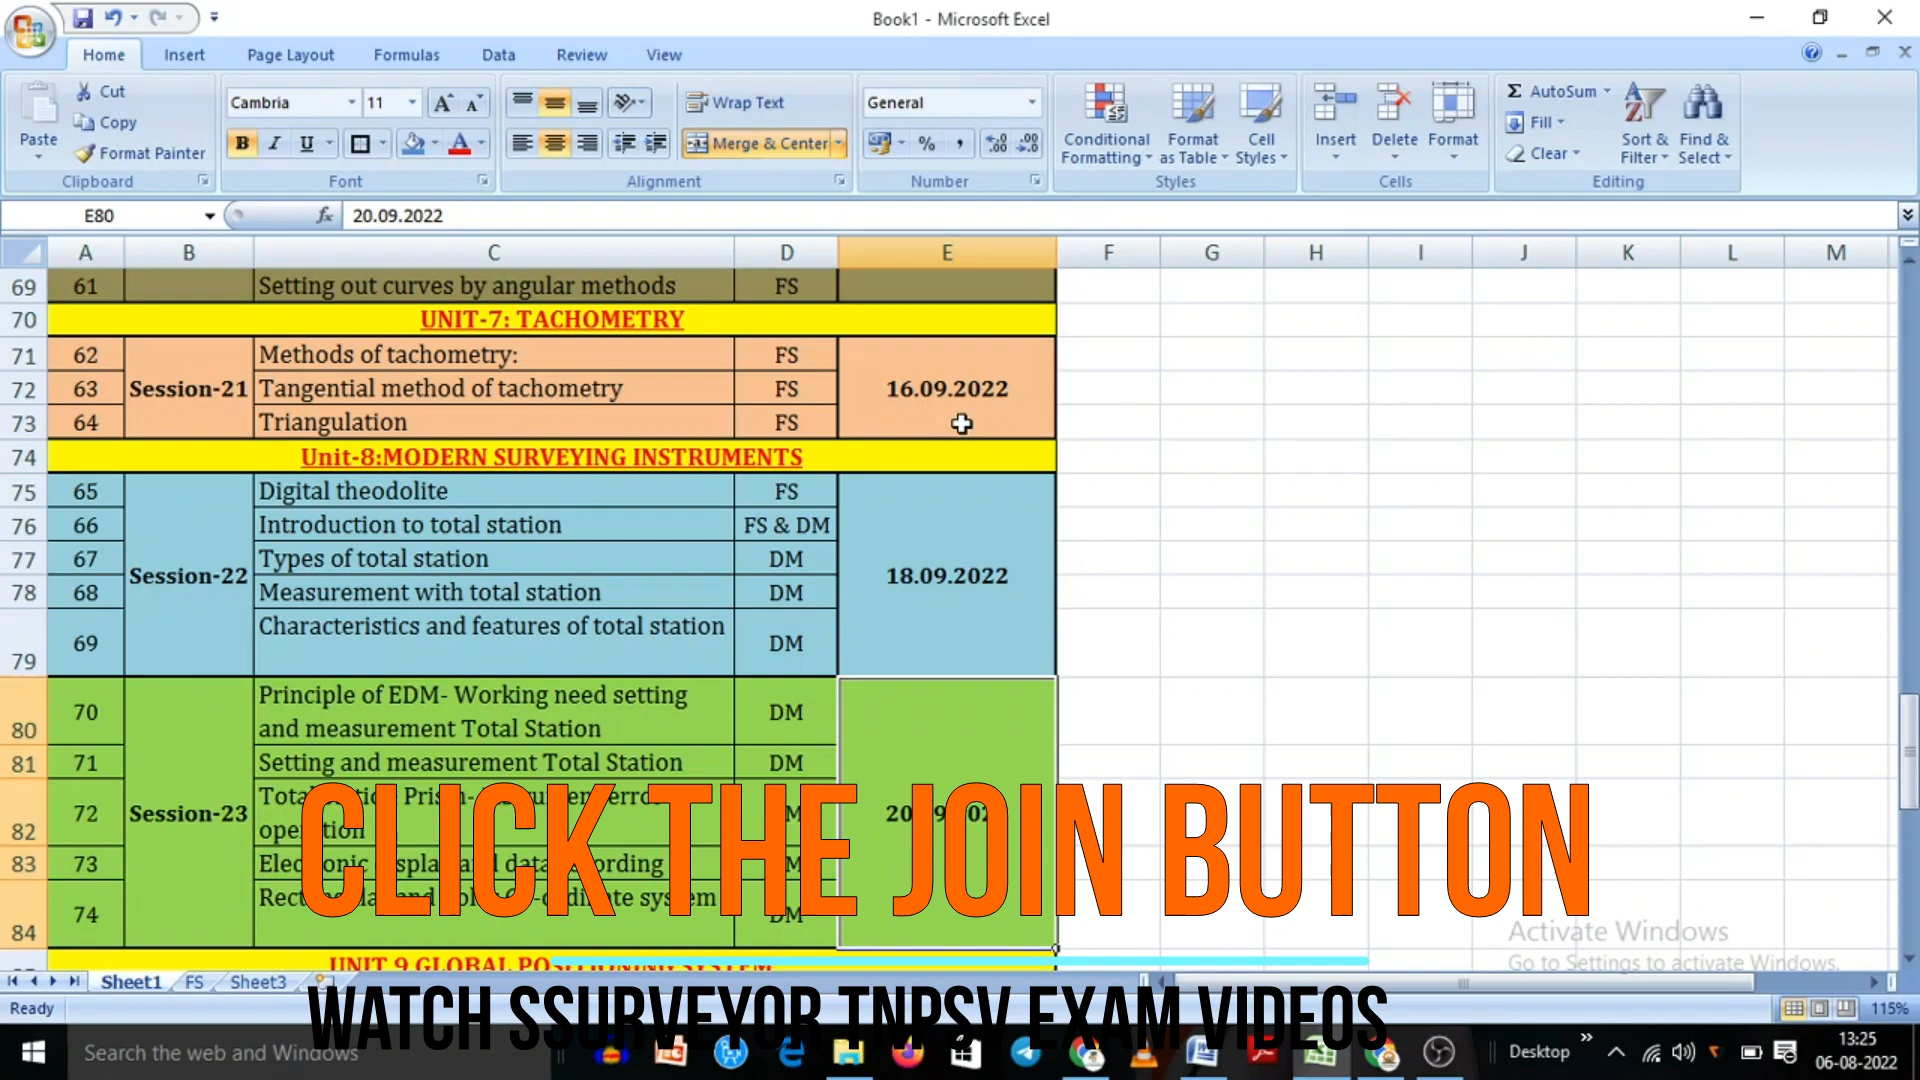 Book1 - Microsoft Excel
Home Insert Page Layout Formulas Data Review View
Paste Cut Copy Format Painter Clipboard
Cambria 11 B I U A Font
Wrap Text Merge & Center Alignment
General % , Number
Conditional Formatting Format as Table Cell Styles Styles
Insert Delete Format Cells
Σ AutoSum Fill Clear Sort & Filter Find & Select Editing
E80 fx 20.09.2022
A B C D E F G H I J K L M
69 61 Setting out curves by angular methods FS
70 UNIT-7: TACHOMETRY
71 62 Methods of tachometry: FS
72 63 Session-21 Tangential method of tachometry FS 16.09.2022
73 64 Triangulation FS
74 Unit-8:MODERN SURVEYING INSTRUMENTS
75 65 Digital theodolite FS
76 66 Introduction to total station FS & DM
77 67 Types of total station DM
Session-22 18.09.2022
78 68 Measurement with total station DM
79 69 Characteristics and features of total station DM
80 70 Principle of EDM- Working need setting and measurement Total Station DM
81 71 Setting and measurement Total Station DM
82 72 Session-23 operation
83 73
84 74 system DM
CLICK THE JOIN BUTTON
UNIT 9 GLOBAL POSITIONING SYSTEM
Activate Windows
Go to Settings to activate Windows.
Sheet1 FS Sheet3
WATCH SSURVEYOR TNPSV EXAM VIDEOS
Ready 115%
Search the web and Windows
Desktop
13:25
06-08-2022